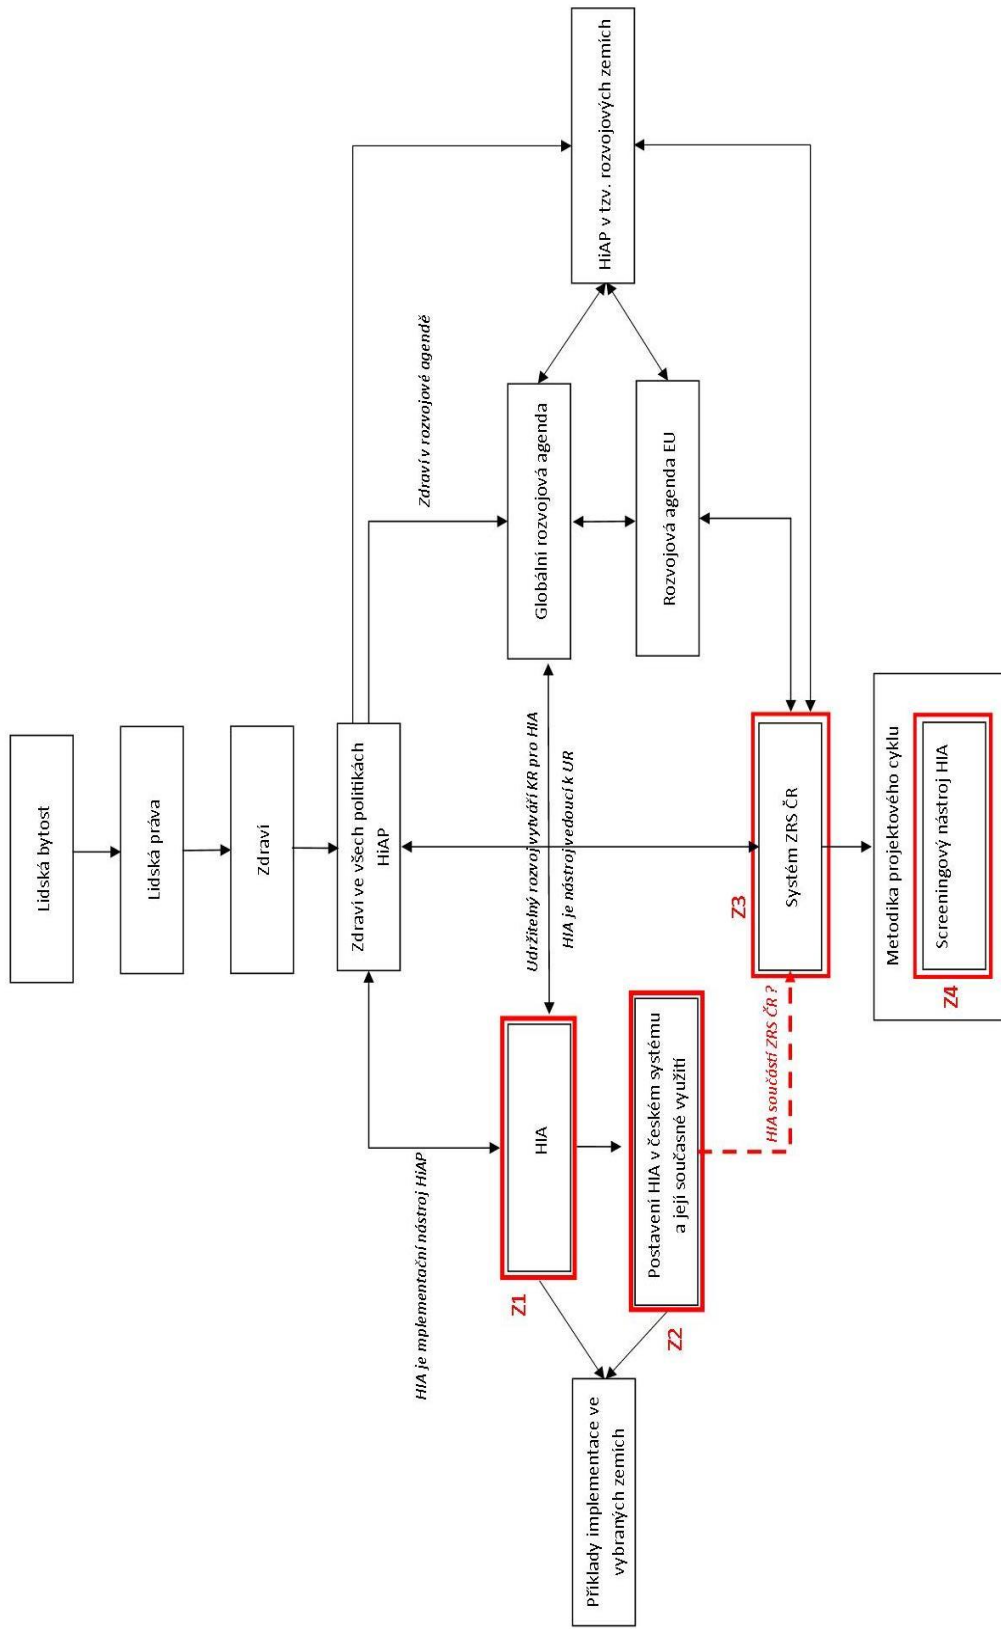 Lidská bytost
Lidská práva
Zdraví
Zdraví ve všech politikách
HiAP
HIA je implementační nástroj HiAP
Zdraví v rozvojové agendě
Z1
HIA
Udržitelný rozvoj vytváří KR pro HIA
HIA je nástroj vedoucí k UR
Globální rozvojová agenda
Příklady implementace ve
vybraných zemích
HiAP v tzv. rozvojových zemích
Z2
Postavení HIA v českém systému
a její současné využití
Rozvojová agenda EU
HIA součástí ZRS ČR ?
Z3
Systém ZRS ČR
Metodika projektového cyklu
Z4
Screeningový nástroj HIA